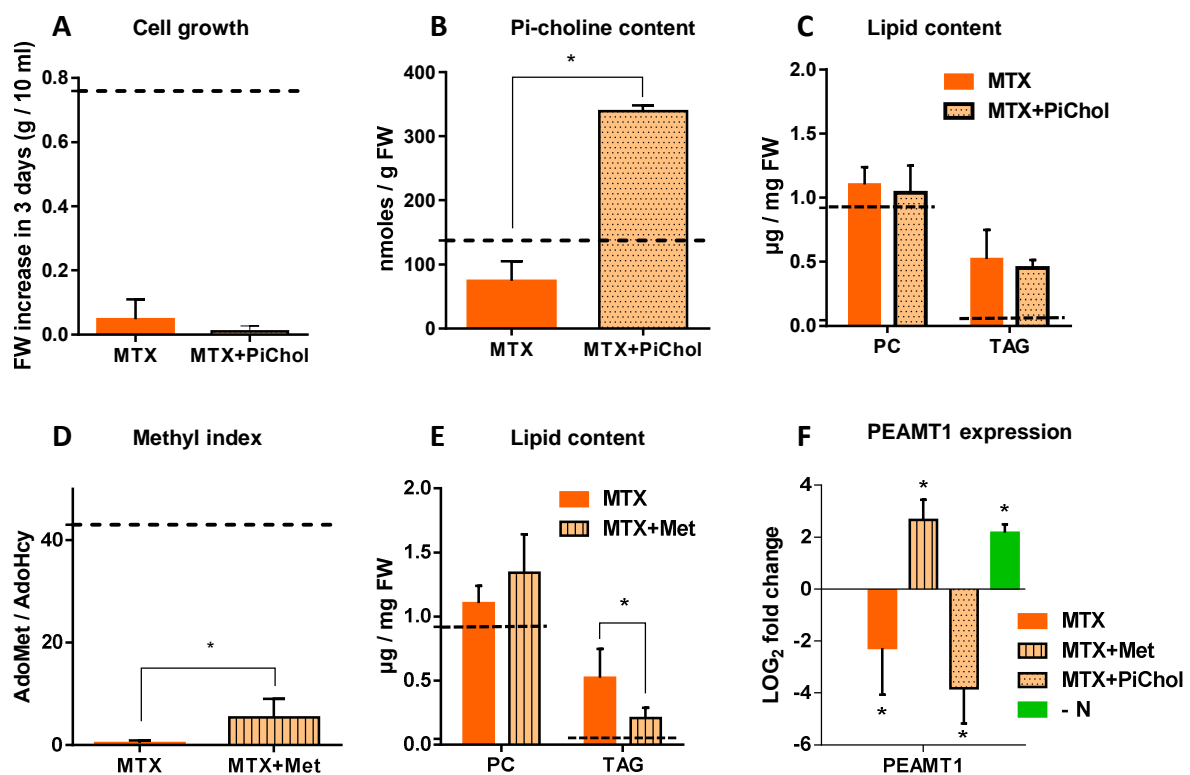 A Cell growth
FW increase in 3 days (g / 10 ml)
0.8
0.6
0.4
0.2
0.0
MTX MTX+PiChol
B Pi-choline content
nmoles / g FW
400
300
200
100
0
*
MTX MTX+PiChol
C Lipid content
µg / mg FW
2.0
1.5
1.0
0.5
0.0
MTX
MTX+PiChol
PC TAG
D Methyl index
AdoMet / AdoHcy
40
20
0
*
MTX MTX+Met
E Lipid content
µg / mg FW
2.0
1.5
1.0
0.5
0.0
MTX
MTX+Met
*
PC TAG
F PEAMT1 expression
LOG2 fold change
4
2
0
-2
-4
-6
*
*
*
*
MTX
MTX+Met
MTX+PiChol
- N
PEAMT1